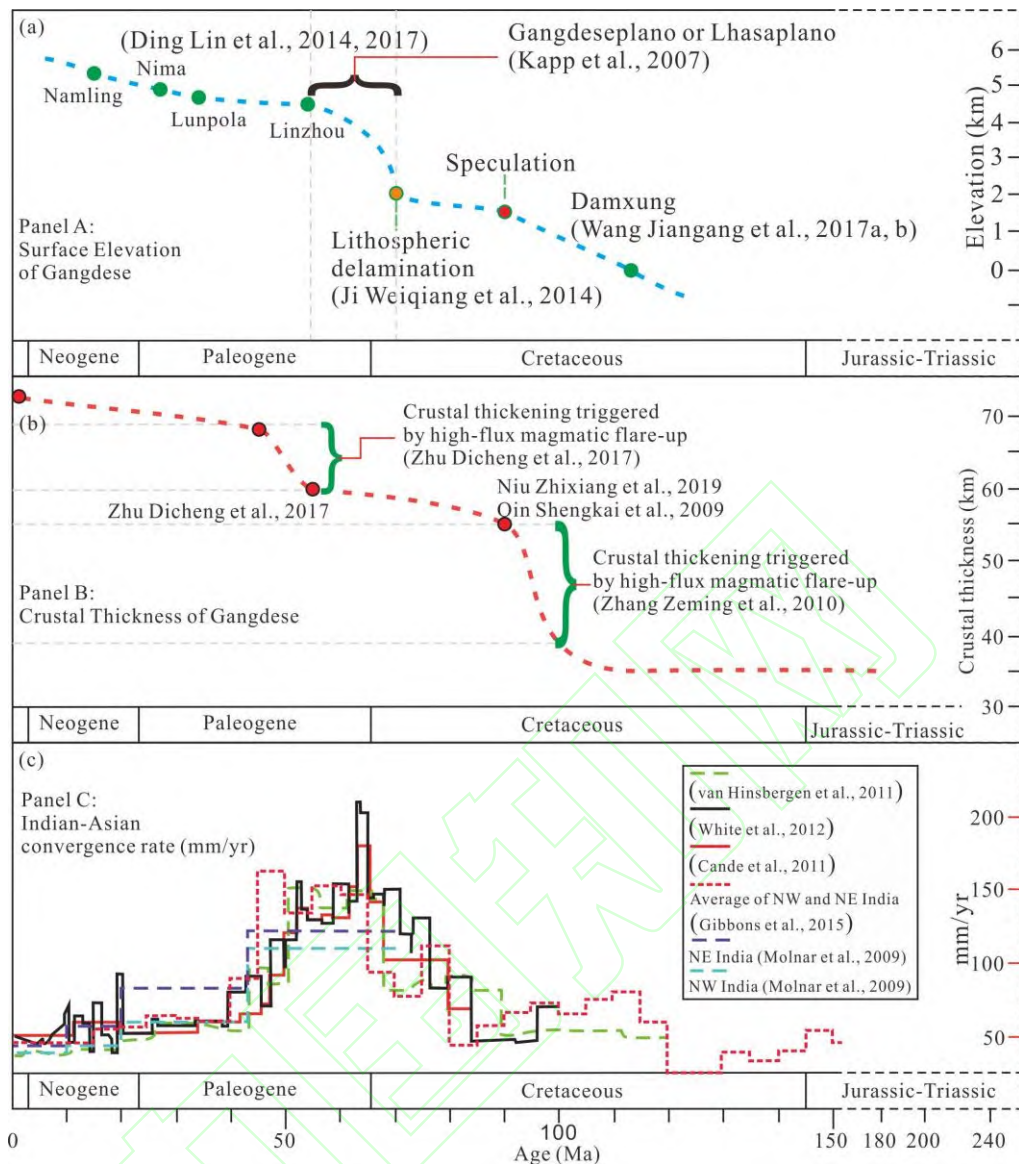 (a)
(Ding Lin et al., 2014, 2017)
Gangdeseplano or Lhasaplano
(Kapp et al., 2007)
Nima
Namling
Lunpola
Linzhou
Speculation
Damxung
(Wang Jiangang et al., 2017a, b)
Panel A:
Surface Elevation
of Gangdese
Lithospheric
delamination
(Ji Weiqiang et al., 2014)
6
5
4
3
2
1
0
Elevation (km)
Neogene
Paleogene
Cretaceous
Jurassic-Triassic
(b)
Crustal thickening triggered
by high-flux magmatic flare-up
(Zhu Dicheng et al., 2017)
Zhu Dicheng et al., 2017
Niu Zhixiang et al., 2019
Qin Shengkai et al., 2009
Crustal thickening triggered
by high-flux magmatic flare-up
(Zhang Zeming et al., 2010)
Panel B:
Crustal Thickness of Gangdese
70
60
50
40
30
Crustal thickness (km)
Neogene
Paleogene
Cretaceous
Jurassic-Triassic
(c)
Panel C:
Indian-Asian
convergence rate (mm/yr)
(van Hinsbergen et al., 2011)
(White et al., 2012)
(Cande et al., 2011)
Average of NW and NE India
(Gibbons et al., 2015)
NE India (Molnar et al., 2009)
NW India (Molnar et al., 2009)
200
150
100
50
mm/yr
Neogene
Paleogene
Cretaceous
Jurassic-Triassic
0
50
100
150
180
200
240
Age (Ma)